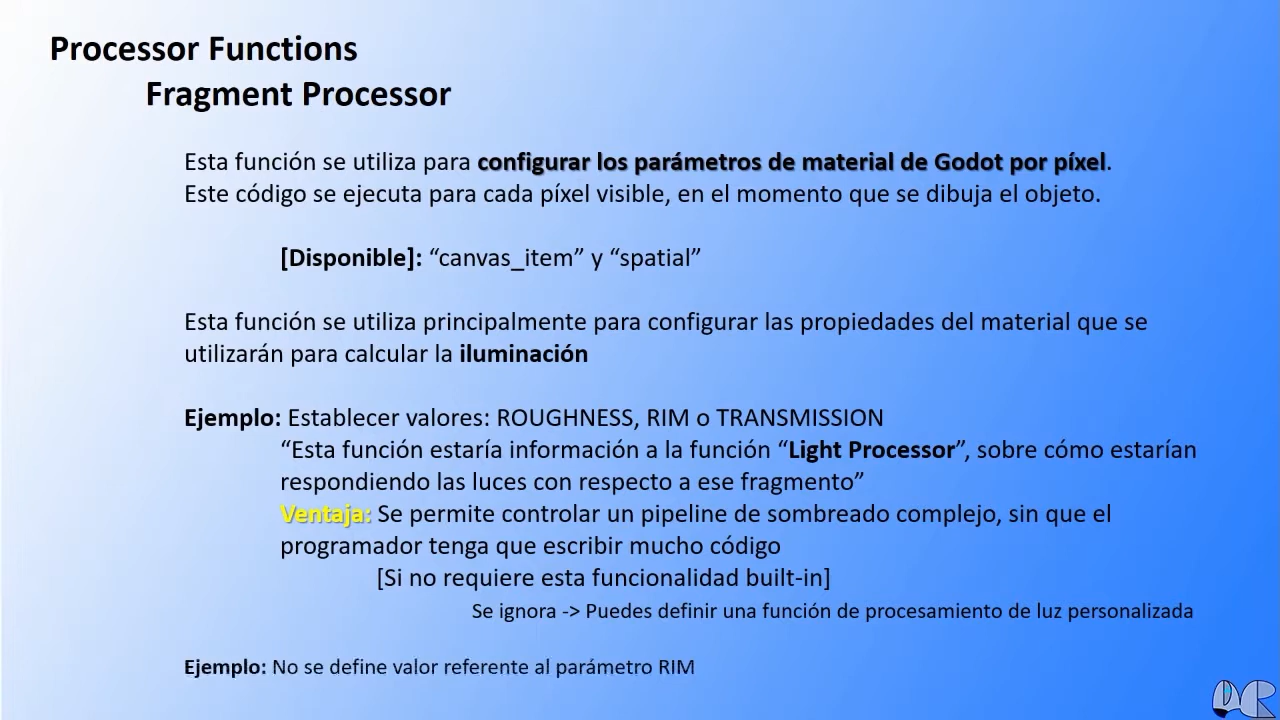 Processor Functions
Fragment Processor
Esta función se utiliza para configurar los parámetros de material de Godot por píxel.
Este código se ejecuta para cada píxel visible, en el momento que se dibuja el objeto.
[Disponible]: “canvas_item” y “spatial”
Esta función se utiliza principalmente para configurar las propiedades del material que se
utilizarán para calcular la iluminación
Ejemplo: Establecer valores: ROUGHNESS, RIM o TRANSMISSION
“Esta función estaría información a la función “Light Processor”, sobre cómo estarían
respondiendo las luces con respecto a ese fragmento”
Ventaja: Se permite controlar un pipeline de sombreado complejo, sin que el
programador tenga que escribir mucho código
[Si no requiere esta funcionalidad built-in]
Se ignora -> Puedes definir una función de procesamiento de luz personalizada
Ejemplo: No se define valor referente al parámetro RIM